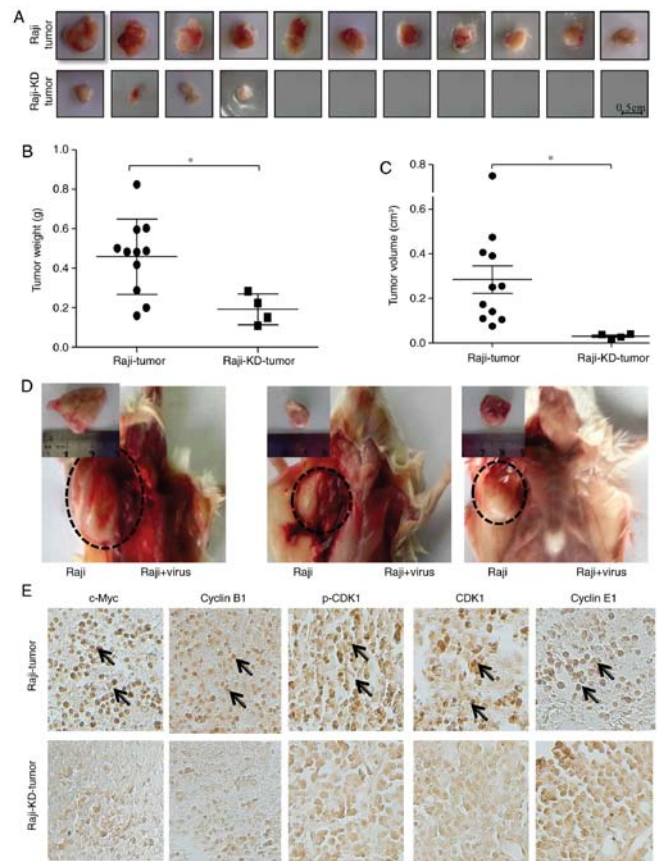 A
Raji tumor
Raji-KD tumor
0.5cm
B
Tumor weight (g)
1.0
0.8
0.6
0.4
0.2
0.0
*
Raji-tumor
Raji-KD-tumor
C
Tumor volume (cm³)
0.8
0.6
0.4
0.2
0.0
*
Raji-tumor
Raji-KD-tumor
D
Raji
Raji+virus
Raji
Raji+virus
Raji
Raji+virus
E
c-Myc
Cyclin B1
p-CDK1
CDK1
Cyclin E1
Raji-tumor
Raji-KD-tumor